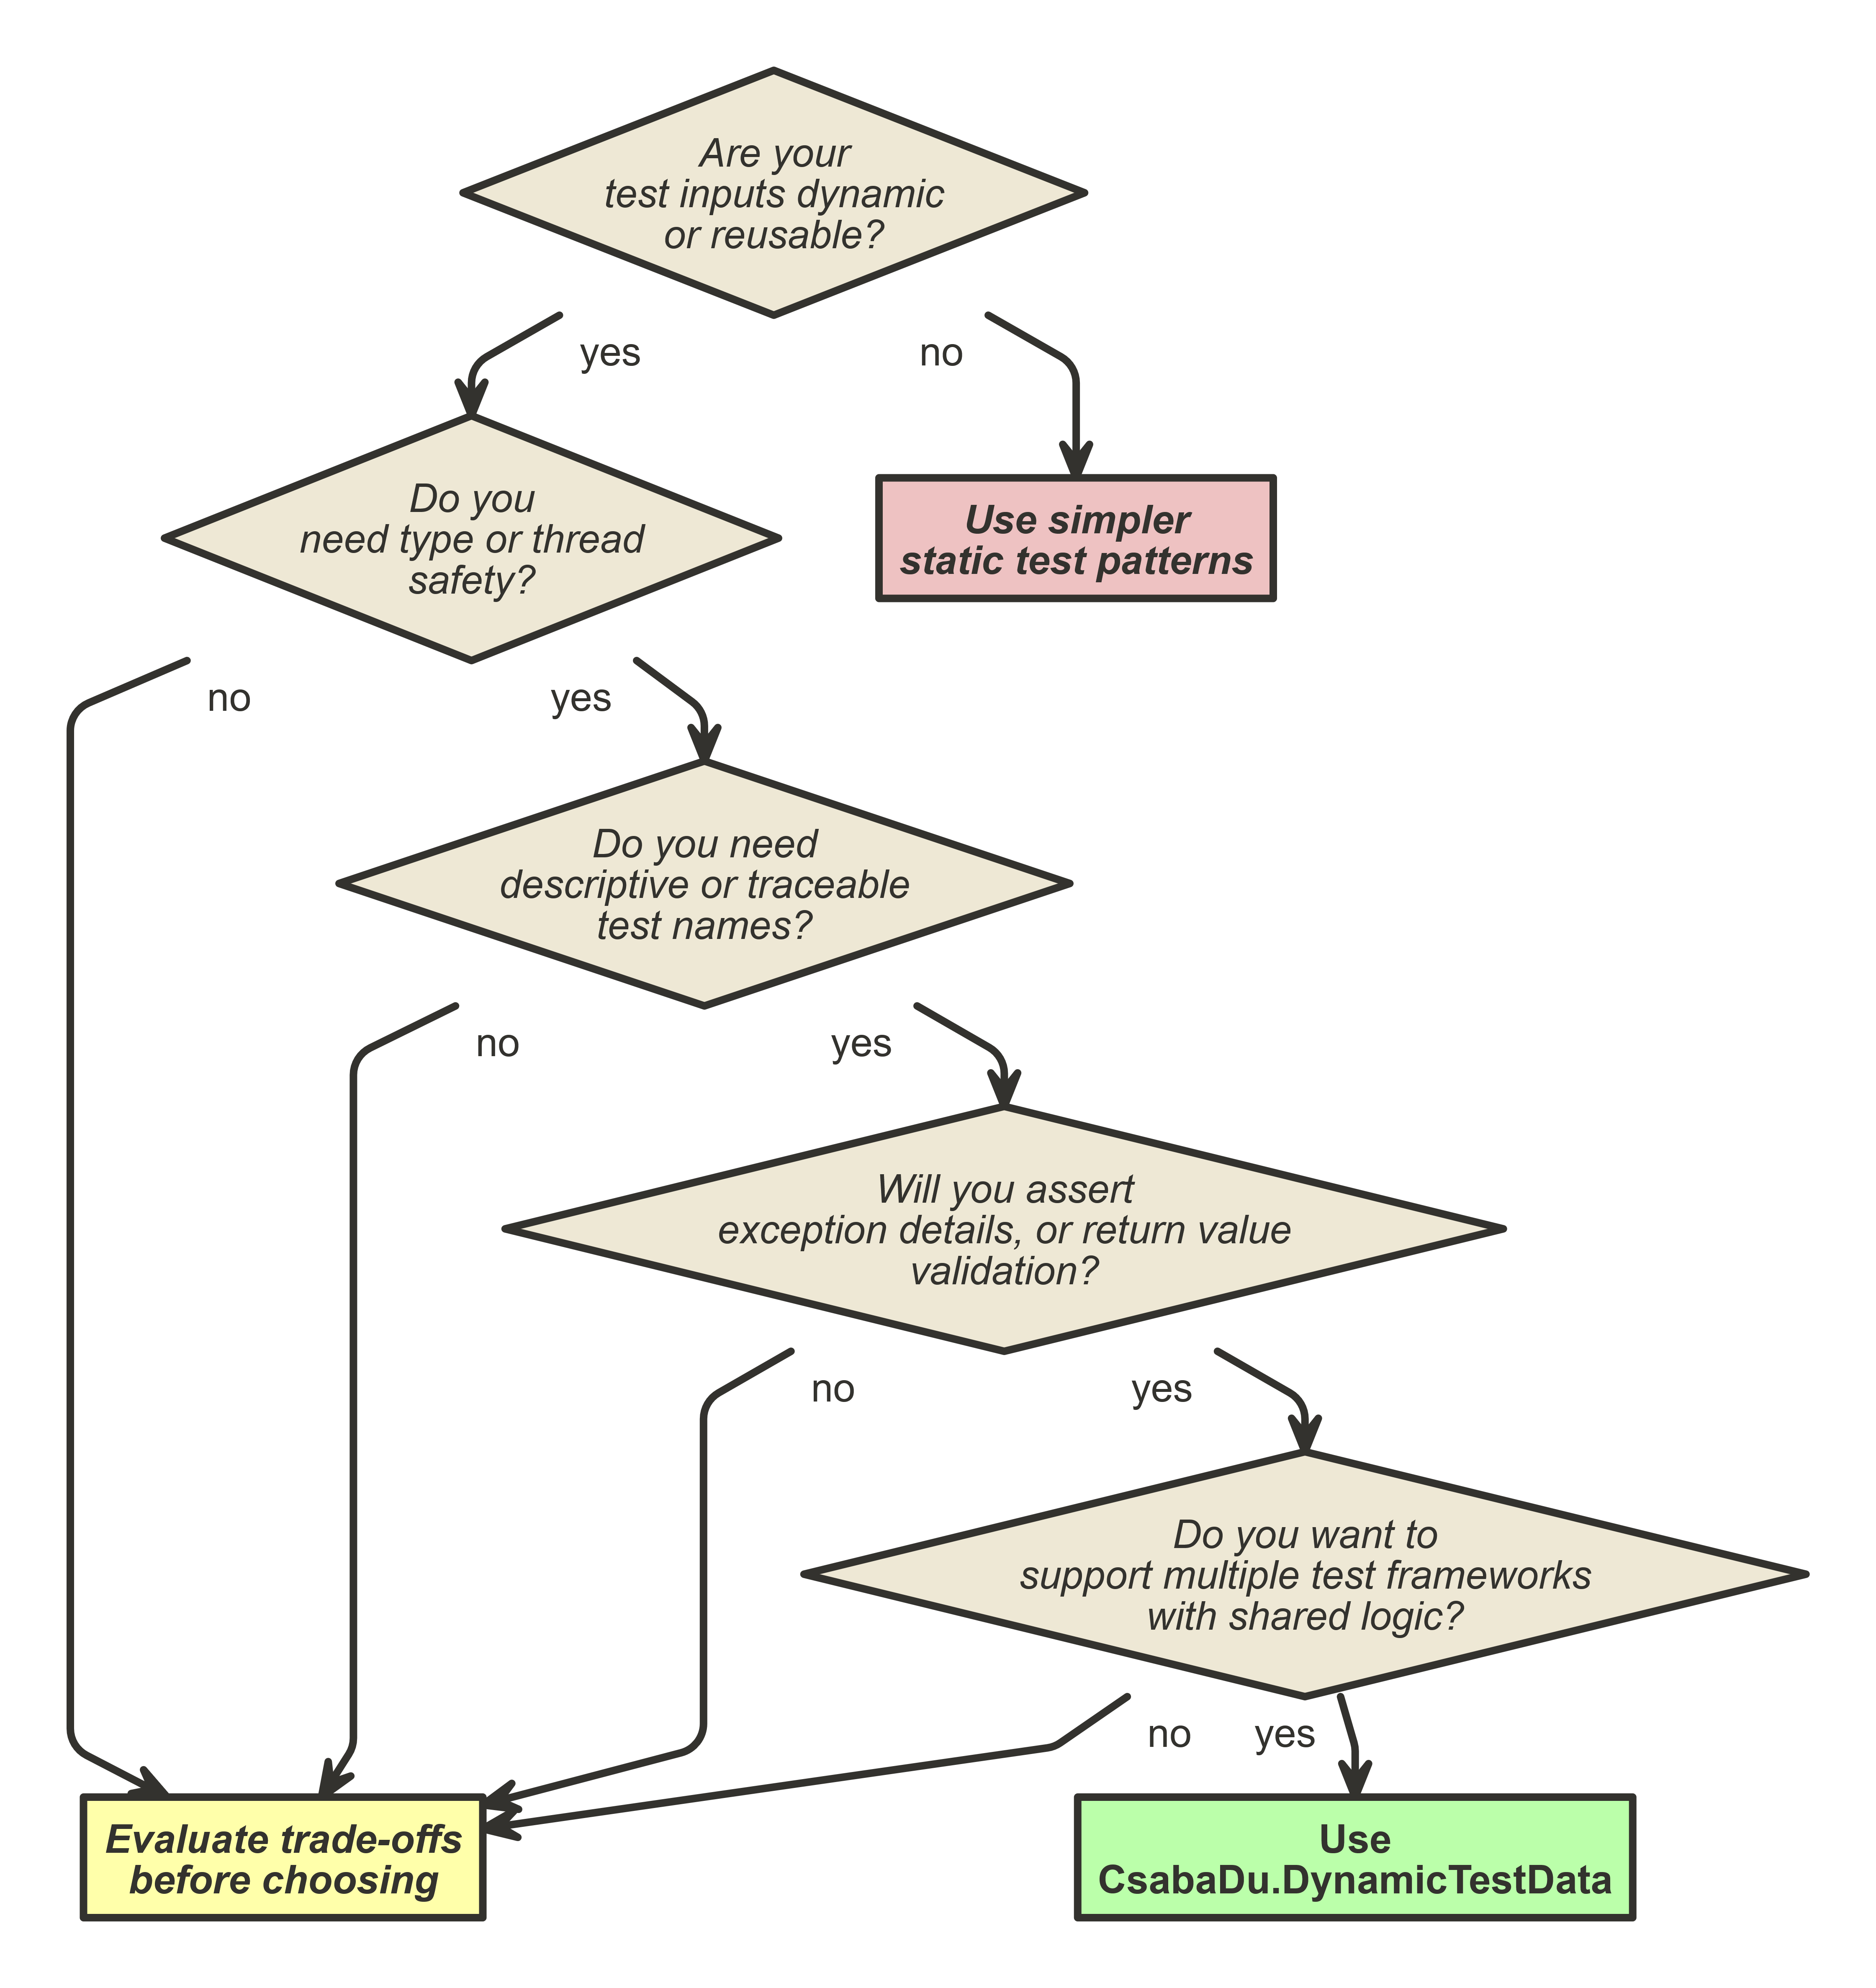 Are your
test inputs dynamic
or reusable?
yes
no
Do you
need type or thread
safety?
Use simpler
static test patterns
no
yes
Do you need
descriptive or traceable
test names?
no
yes
Will you assert
exception details, or return value
validation?
no
yes
Do you want to
support multiple test frameworks
with shared logic?
no
yes
Evaluate trade-offs
before choosing
Use
CsabaDu.DynamicTestData